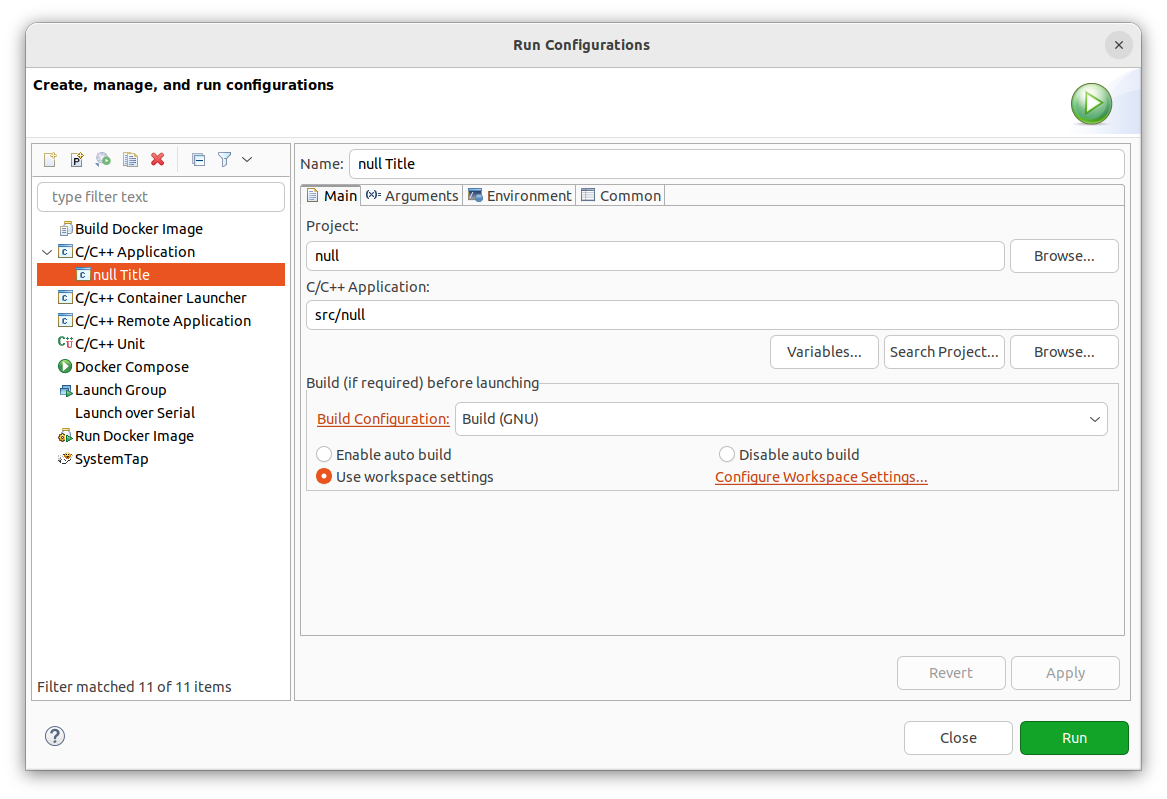 Run Configurations
Create, manage, and run configurations
type filter text
Build Docker Image
C/C++ Application
null Title
C/C++ Container Launcher
C/C++ Remote Application
C/C++ Unit
Docker Compose
Launch Group
Launch over Serial
Run Docker Image
SystemTap
Filter matched 11 of 11 items
Name: null Title
Main Arguments Environment Common
Project:
null Browse...
C/C++ Application:
src/null
Variables... Search Project... Browse...
Build (if required) before launching
Build Configuration: Build (GNU)
Enable auto build Disable auto build
Use workspace settings Configure Workspace Settings...
Revert Apply
Close Run